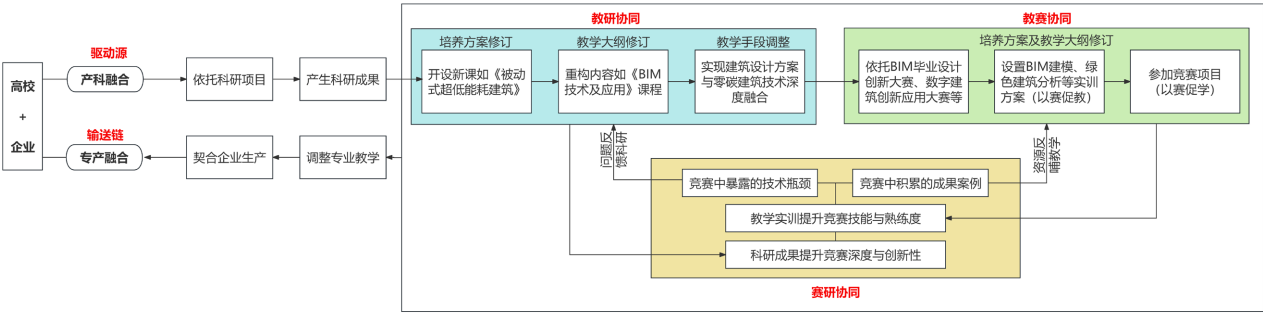 教研协同
教赛协同
驱动源
高校
+
企业
产科融合
依托科研项目
产生科研成果
培养方案修订
开设新课如《被动
式超低能耗建筑》
教学大纲修订
重构内容如《BIM
技术及应用》课程
教学手段调整
实现建筑设计方案
与零碳建筑技术深
度融合
培养方案及教学大纲修订
依托BIM毕业设计
创新大赛、数字建
筑创新应用大赛等
设置BIM建模、绿
色建筑分析等实训
方案（以赛促教）
参加竞赛项目
（以赛促学）
输送链
专产融合
契合企业生产
调整专业教学
问题反
馈科研
资源反
哺教学
竞赛中暴露的技术瓶颈
竞赛中积累的成果案例
教学实训提升竞赛技能与熟练度
科研成果提升竞赛深度与创新性
赛研协同